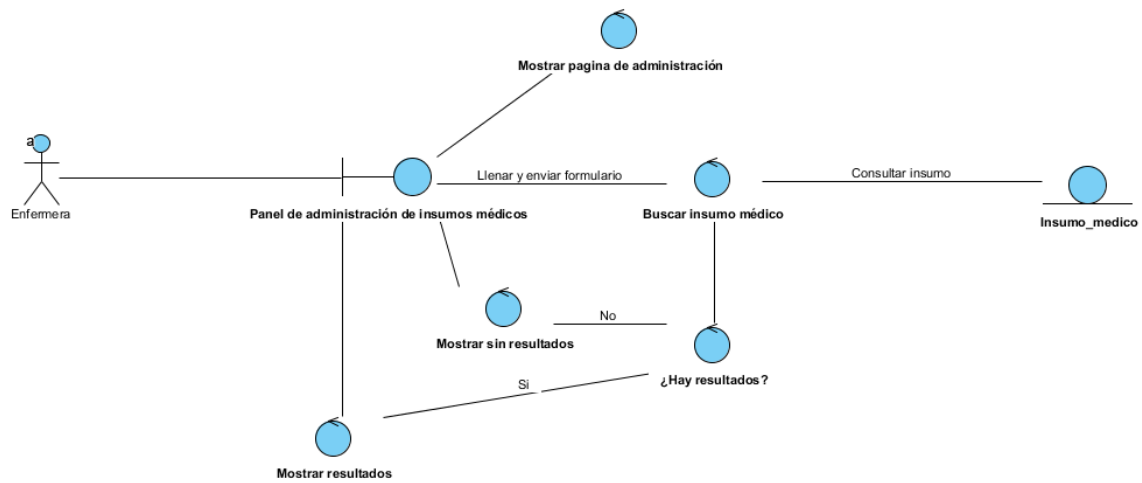 Mostrar pagina de administración
a
Enfermera
Panel de administración de insumos médicos
Llenar y enviar formulario
Buscar insumo médico
Consultar insumo
Insumo_medico
Mostrar sin resultados
No
¿Hay resultados?
Si
Mostrar resultados